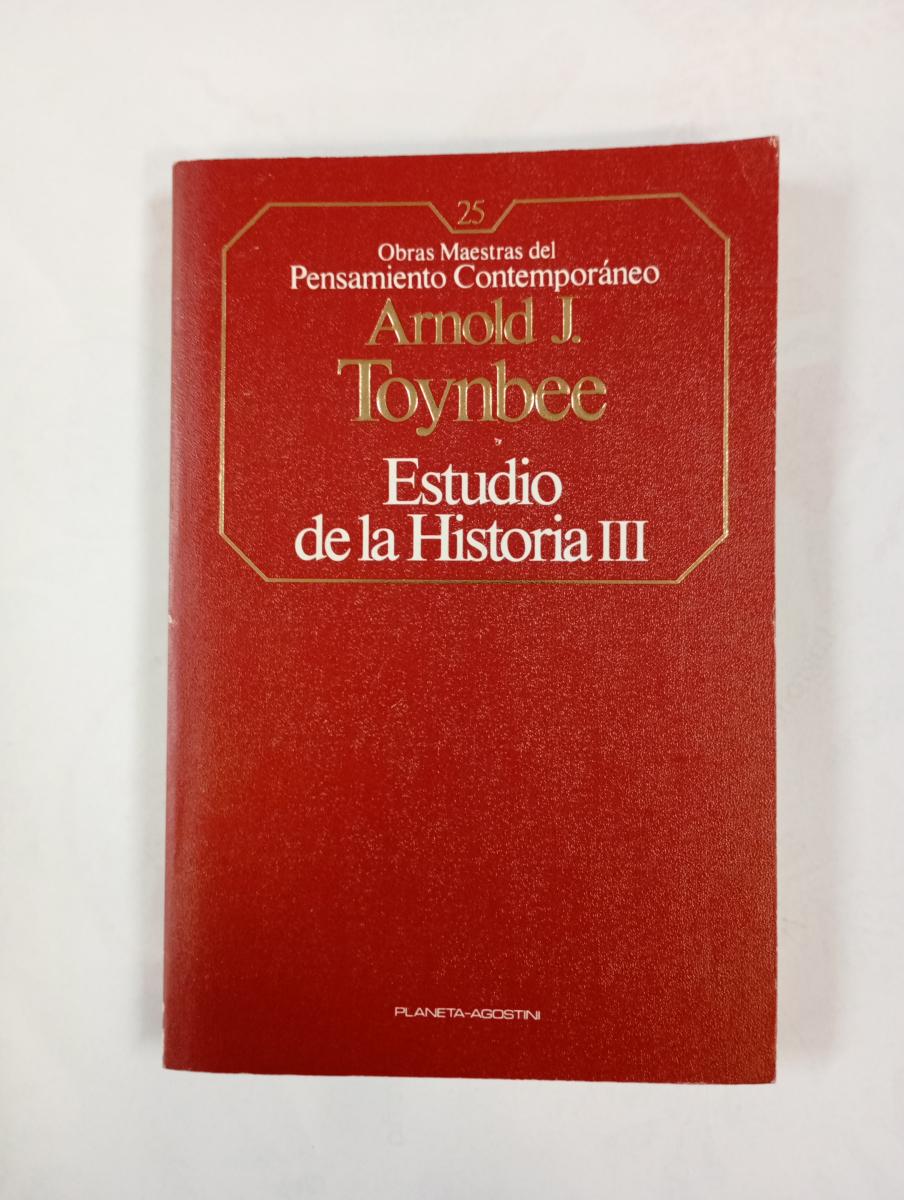 25
Obras Maestras del
Pensamiento Contemporáneo
Arnold J.
Toynbee
Estudio
de la Historia III
PLANETA-AGOSTINI